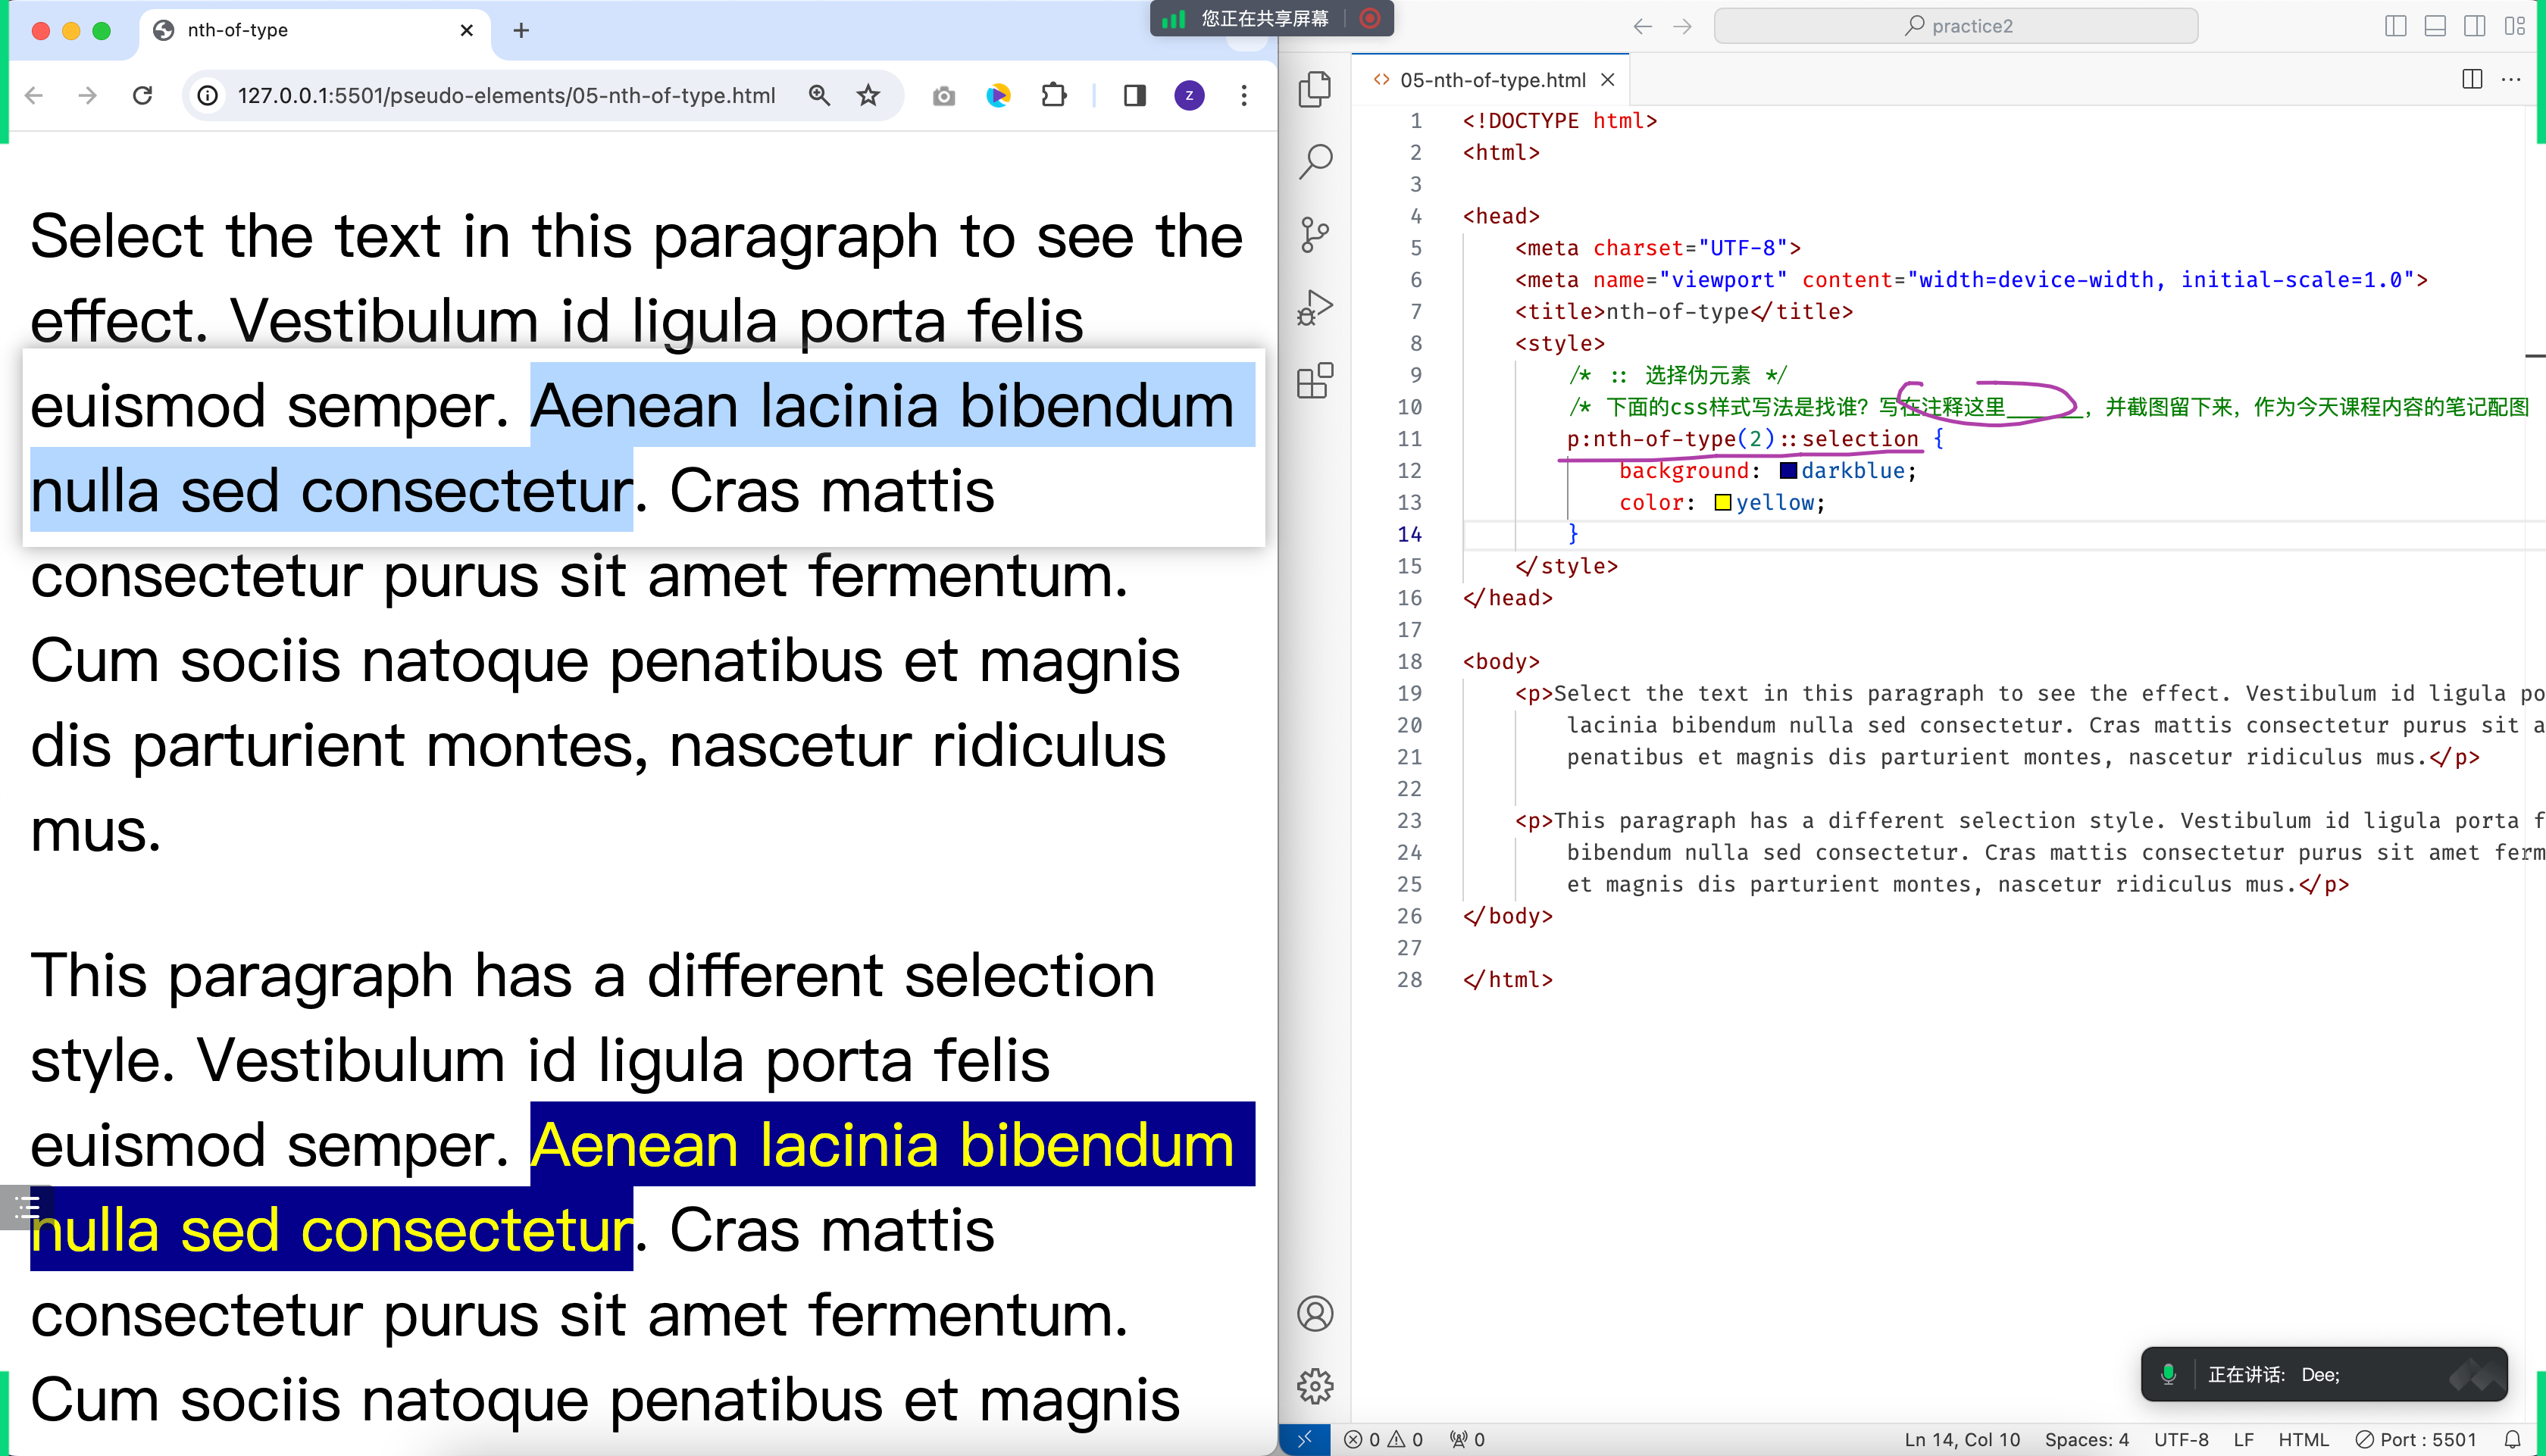 nth-of-type
您正在共享屏幕
127.0.0.1:5501/pseudo-elements/05-nth-of-type.html
z
Select the text in this paragraph to see the
effect. Vestibulum id ligula porta felis
euismod semper. Aenean lacinia bibendum
nulla sed consectetur. Cras mattis
consectetur purus sit amet fermentum.
Cum sociis natoque penatibus et magnis
dis parturient montes, nascetur ridiculus
mus.
This paragraph has a different selection
style. Vestibulum id ligula porta felis
euismod semper. Aenean lacinia bibendum
nulla sed consectetur. Cras mattis
consectetur purus sit amet fermentum.
Cum sociis natoque penatibus et magnis
practice2
05-nth-of-type.html
1 <!DOCTYPE html>
2 <html>
3
4 <head>
5 <meta charset="UTF-8">
6 <meta name="viewport" content="width=device-width, initial-scale=1.0">
7 <title>nth-of-type</title>
8 <style>
9 /* :: 选择伪元素 */
10 /* 下面的css样式写法是找谁？写在注释这里______，并截图留下来，作为今天课程内容的笔记配图
11 p:nth-of-type(2)::selection {
12 background: darkblue;
13 color: yellow;
14 }
15 </style>
16 </head>
17
18 <body>
19 <p>Select the text in this paragraph to see the effect. Vestibulum id ligula po
20 lacinia bibendum nulla sed consectetur. Cras mattis consectetur purus sit a
21 penatibus et magnis dis parturient montes, nascetur ridiculus mus.</p>
22
23 <p>This paragraph has a different selection style. Vestibulum id ligula porta f
24 bibendum nulla sed consectetur. Cras mattis consectetur purus sit amet ferm
25 et magnis dis parturient montes, nascetur ridiculus mus.</p>
26 </body>
27
28 </html>
正在讲话: Dee;
0 0 0
Ln 14, Col 10 Spaces: 4 UTF-8 LF HTML Port : 5501